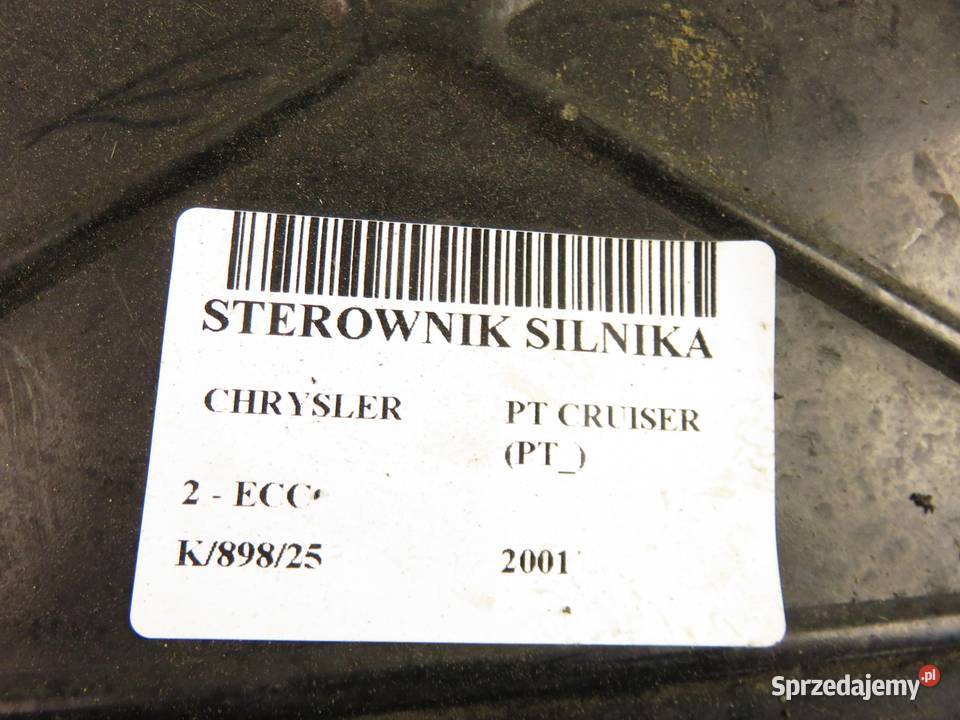 STEROWNIK SILNIKA
CHRYSLER PT CRUISER
(PT_)
2 - ECC
K/898/25 2001
Sprzedajemy.pl